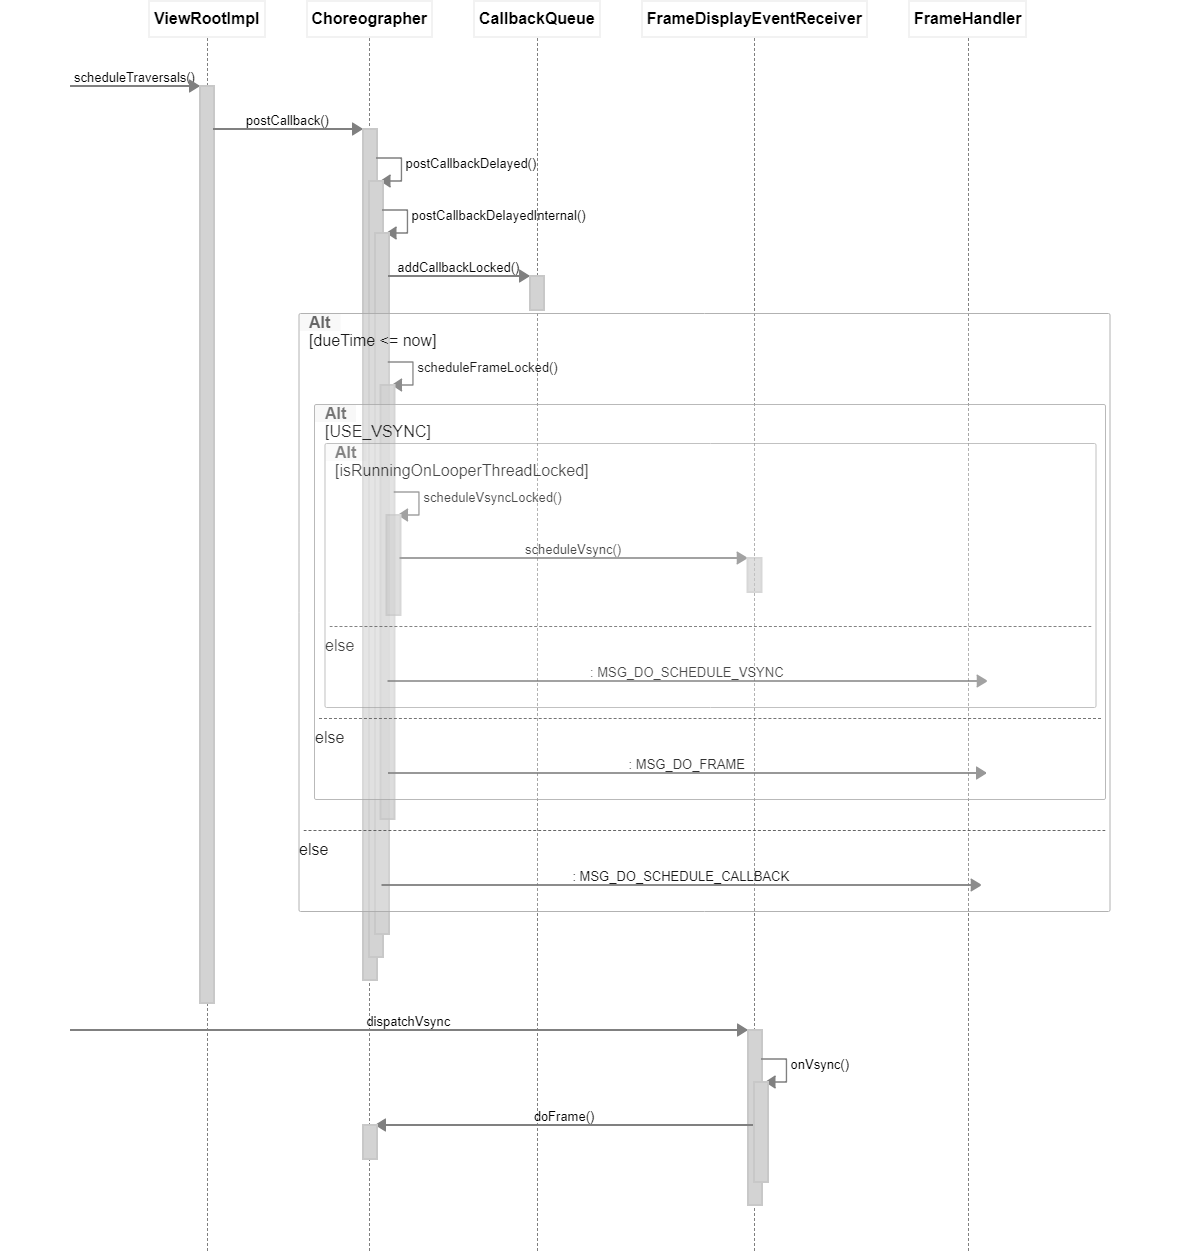 ViewRootImpl Choreographer CallbackQueue FrameDisplayEventReceiver FrameHandler
scheduleTraversals()
postCallback()
postCallbackDelayed()
postCallbackDelayedInternal()
addCallbackLocked()
Alt
[dueTime <= now]
scheduleFrameLocked()
Alt
[USE_VSYNC]
Alt
[isRunningOnLooperThreadLocked]
scheduleVsyncLocked()
scheduleVsync()
else
: MSG_DO_SCHEDULE_VSYNC
else
: MSG_DO_FRAME
else
: MSG_DO_SCHEDULE_CALLBACK
dispatchVsync
onVsync()
doFrame()